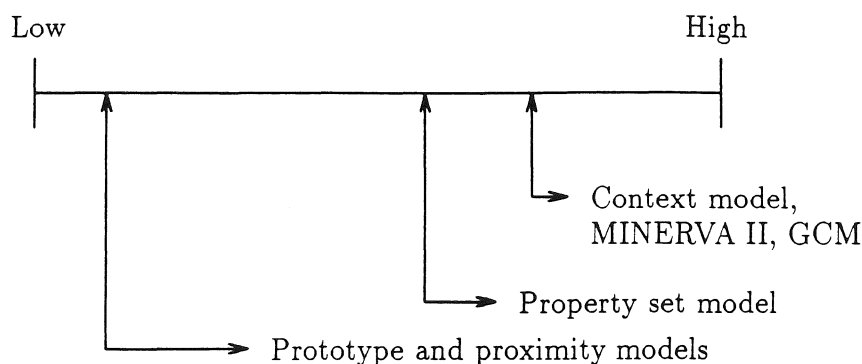 Low
High
Context model,
MINERVA II, GCM
Property set model
Prototype and proximity models